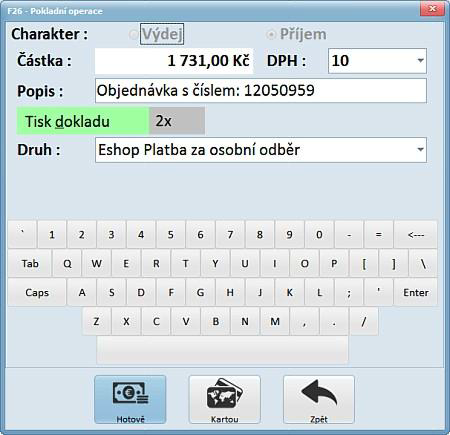 F26 - Pokladní operace
Charakter : Výdej Příjem
Částka : 1 731,00 Kč DPH : 10
Popis : Objednávka s číslem: 12050959
Tisk dokladu 2x
Druh : Eshop Platba za osobní odběr
` 1 2 3 4 5 6 7 8 9 0 - = <---
Tab Q W E R T Y U I O P [ ] \
Caps A S D F G H J K L ; ' Enter
Z X C V B N M , . /
Hotově Kartou Zpět